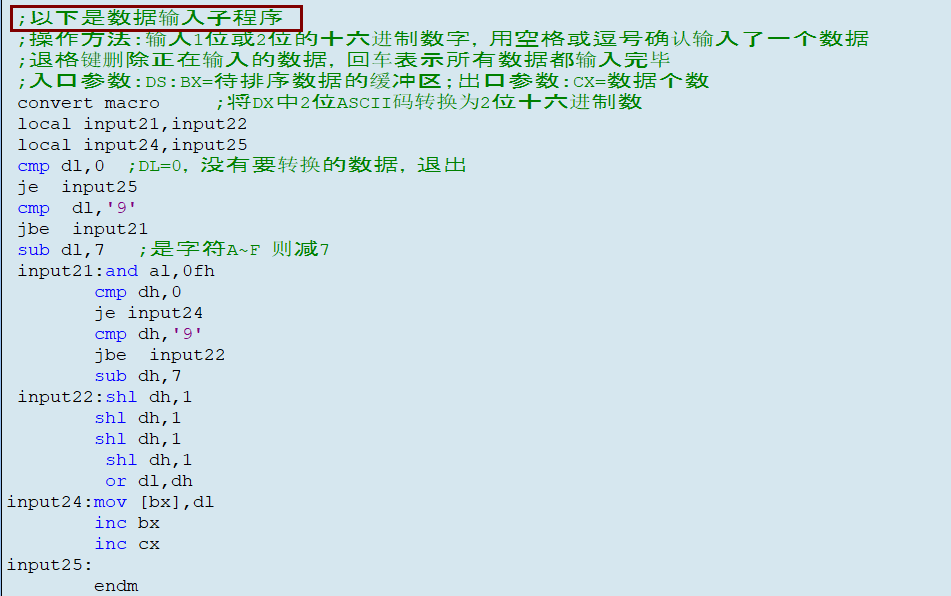 ;以下是数据输入子程序
;操作方法:输入1位或2位的十六进制数字, 用空格或逗号确认输入了一个数据
;退格键删除正在输入的数据, 回车表示所有数据都输入完毕
;入口参数:DS:BX=待排序数据的缓冲区;出口参数:CX=数据个数
convert macro ;将DX中2位ASCII码转换为2位十六进制数
local input21,input22
local input24,input25
cmp dl,0 ;DL=0, 没有要转换的数据, 退出
je input25
cmp dl,'9'
jbe input21
sub dl,7 ;是字符A~F 则减7
input21:and al,0fh
cmp dh,0
je input24
cmp dh,'9'
jbe input22
sub dh,7
input22:shl dh,1
shl dh,1
shl dh,1
shl dh,1
or dl,dh
input24:mov [bx],dl
inc bx
inc cx
input25:
endm